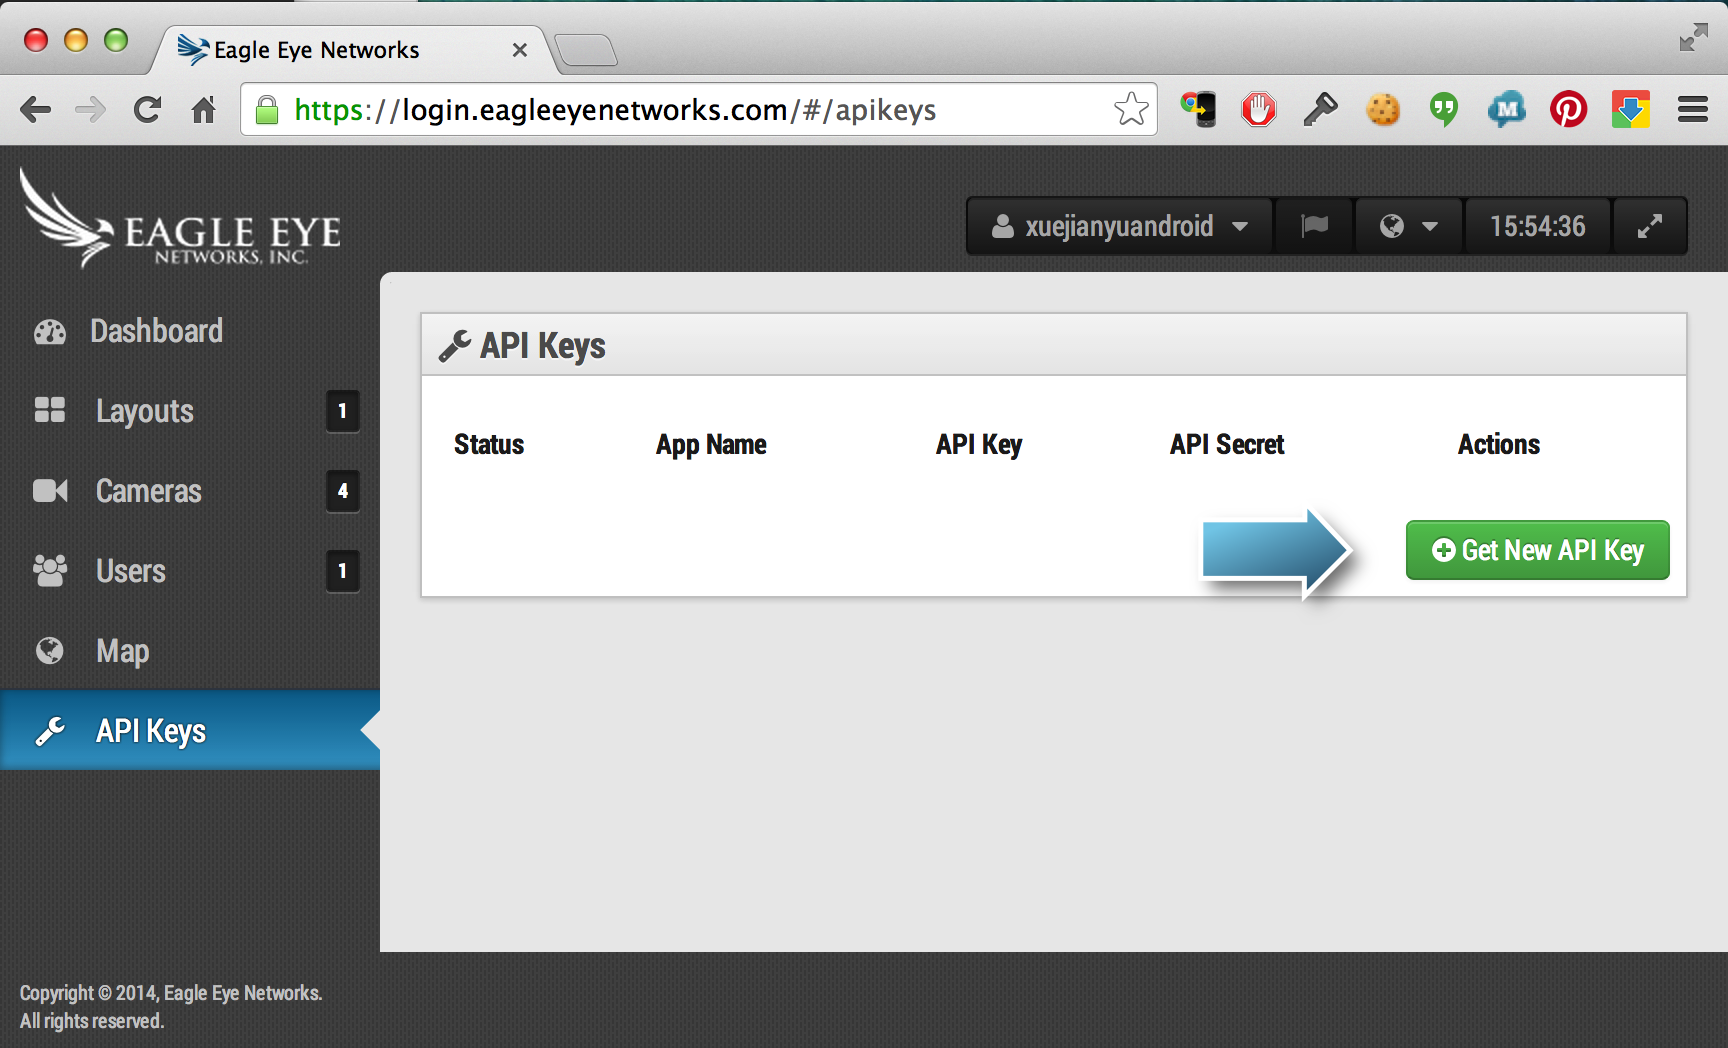 Eagle Eye Networks
https://login.eagleeyenetworks.com/#/apikeys
M
EAGLE EYE
NETWORKS, INC.
xuejianyuandroid
15:54:36
Dashboard
Layouts 1
Cameras 4
Users 1
Map
API Keys
API Keys
Status App Name API Key API Secret Actions
Get New API Key
Copyright © 2014, Eagle Eye Networks.
All rights reserved.